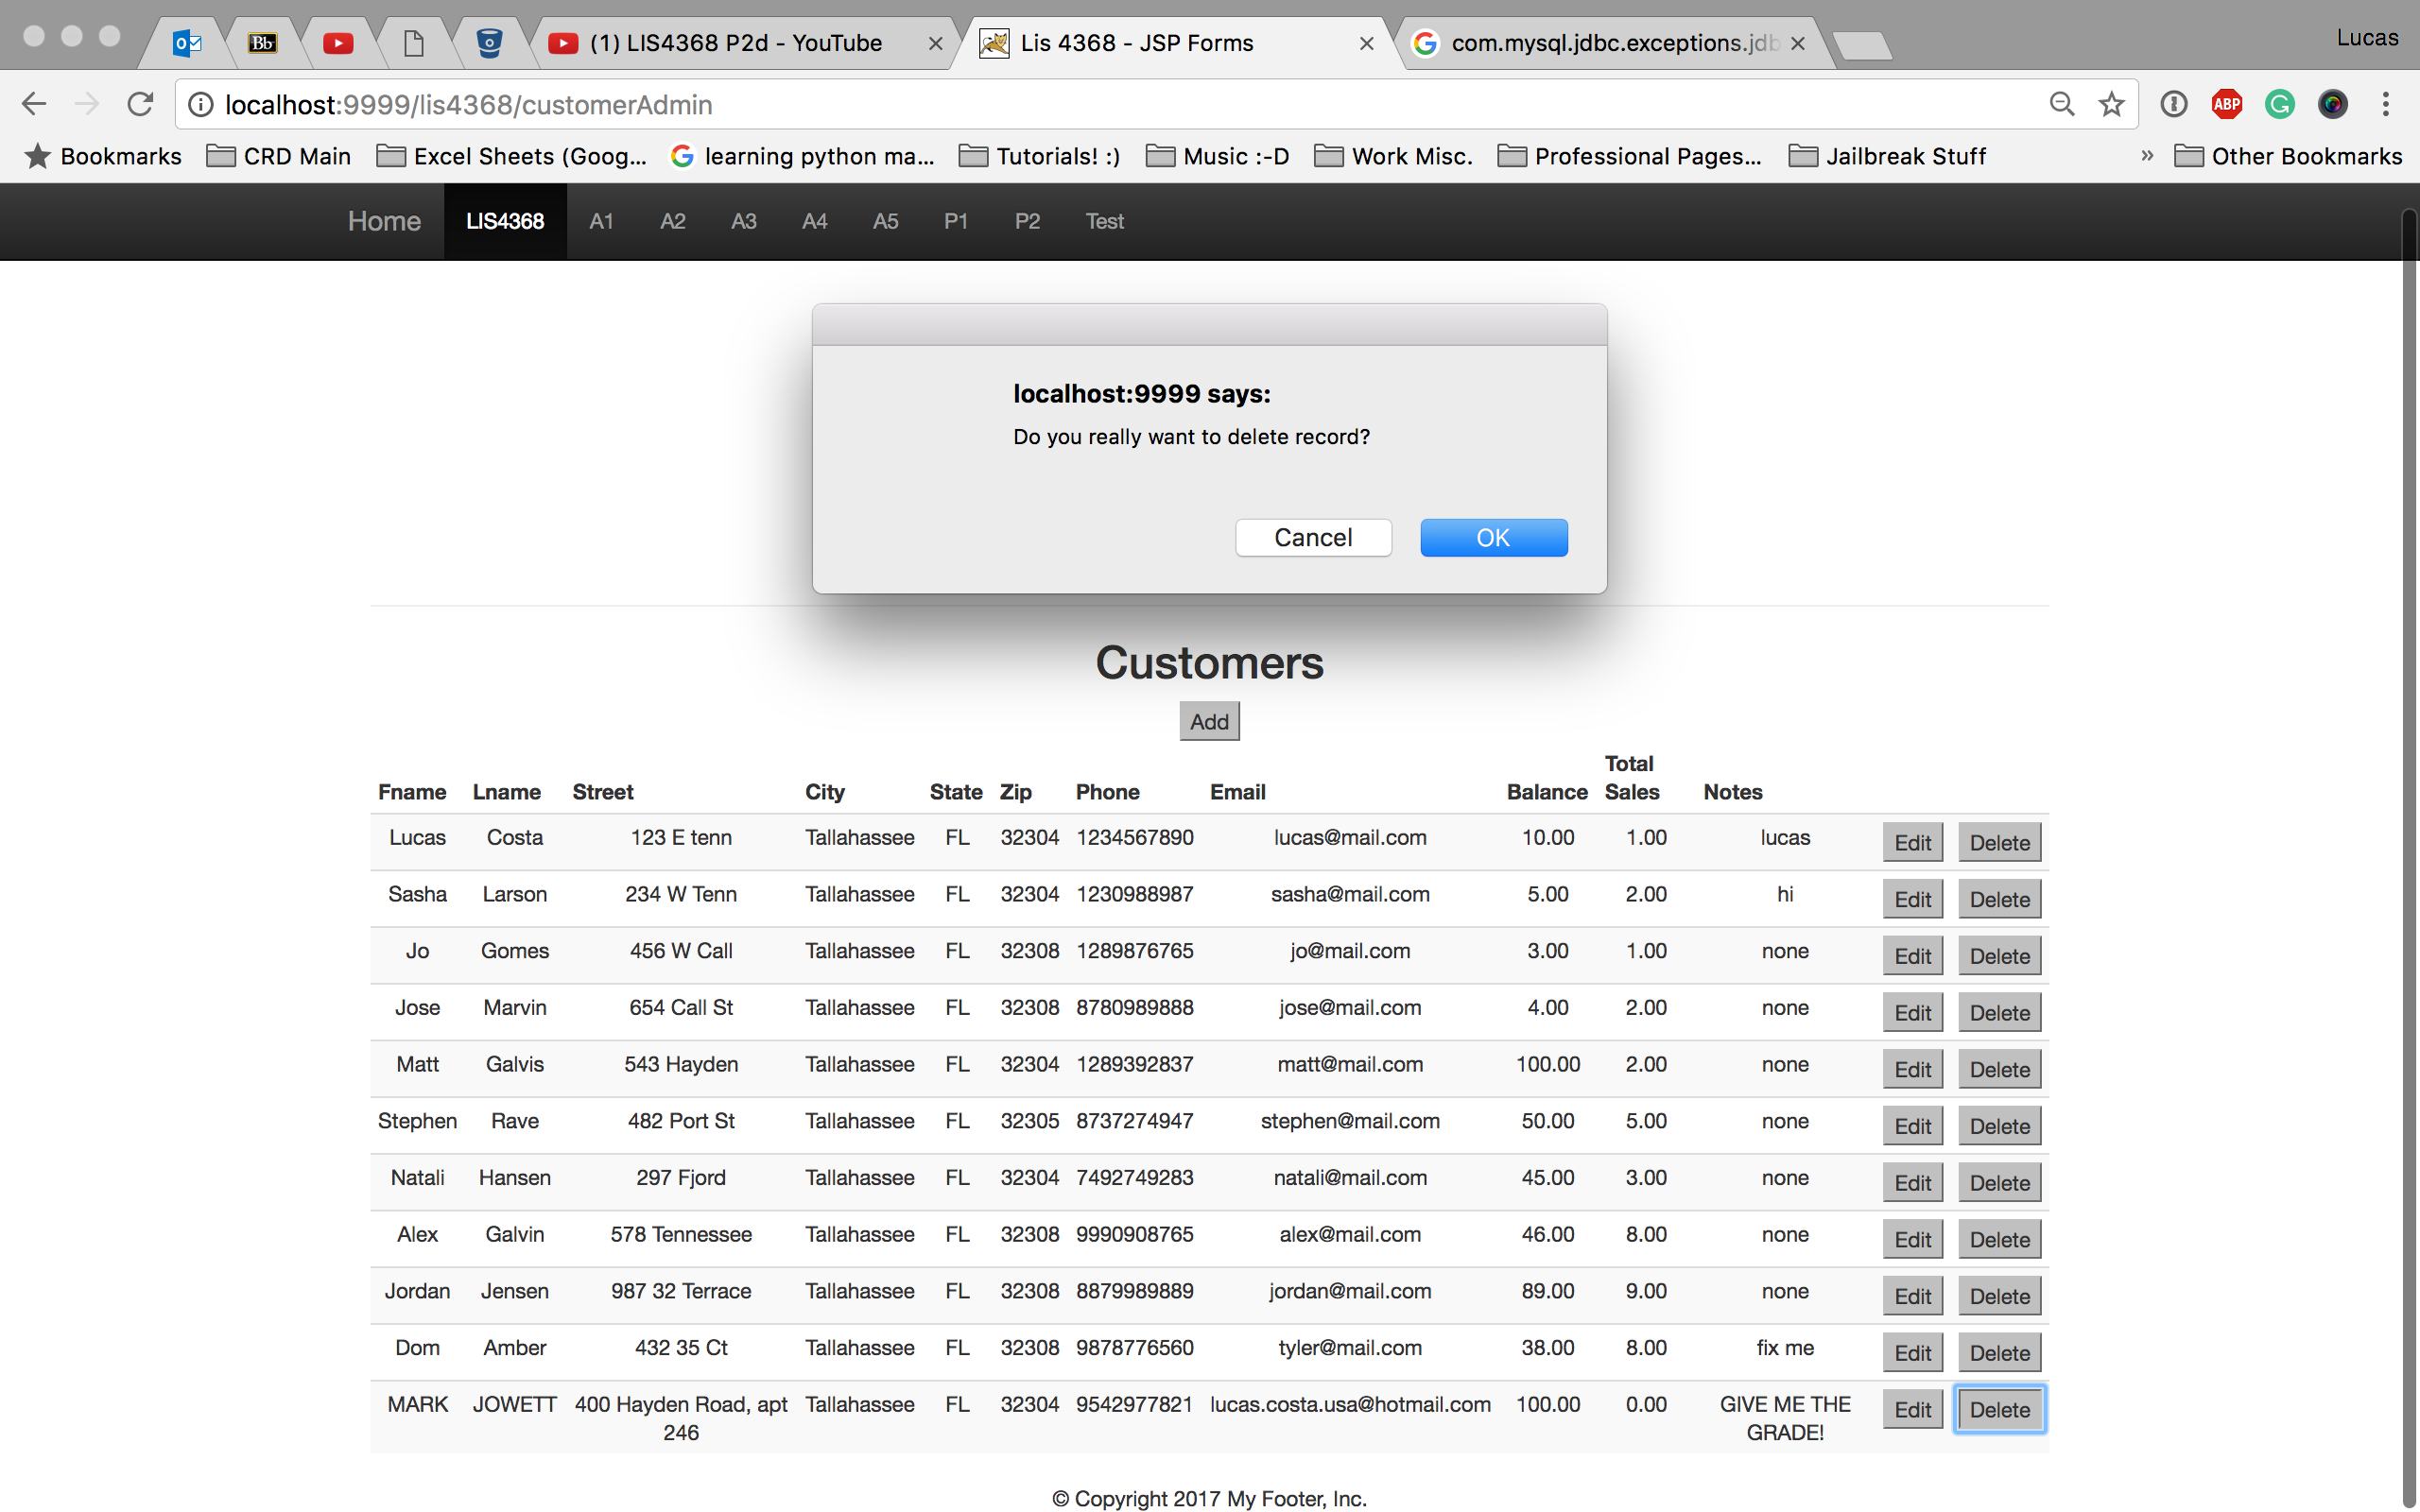 (1) LIS4368 P2d - YouTube
Lis 4368 - JSP Forms
com.mysql.jdbc.exceptions.jdb
Lucas
localhost:9999/lis4368/customerAdmin
ABP
Bookmarks CRD Main Excel Sheets (Goog... learning python ma... Tutorials! :) Music :-D Work Misc. Professional Pages... Jailbreak Stuff » Other Bookmarks
Home LIS4368 A1 A2 A3 A4 A5 P1 P2 Test
localhost:9999 says:
Do you really want to delete record?
Cancel OK
Customers
Add
Fname Lname Street City State Zip Phone Email Balance Total Sales Notes
Lucas Costa 123 E tenn Tallahassee FL 32304 1234567890 lucas@mail.com 10.00 1.00 lucas Edit Delete
Sasha Larson 234 W Tenn Tallahassee FL 32304 1230988987 sasha@mail.com 5.00 2.00 hi Edit Delete
Jo Gomes 456 W Call Tallahassee FL 32308 1289876765 jo@mail.com 3.00 1.00 none Edit Delete
Jose Marvin 654 Call St Tallahassee FL 32308 8780989888 jose@mail.com 4.00 2.00 none Edit Delete
Matt Galvis 543 Hayden Tallahassee FL 32304 1289392837 matt@mail.com 100.00 2.00 none Edit Delete
Stephen Rave 482 Port St Tallahassee FL 32305 8737274947 stephen@mail.com 50.00 5.00 none Edit Delete
Natali Hansen 297 Fjord Tallahassee FL 32304 7492749283 natali@mail.com 45.00 3.00 none Edit Delete
Alex Galvin 578 Tennessee Tallahassee FL 32308 9990908765 alex@mail.com 46.00 8.00 none Edit Delete
Jordan Jensen 987 32 Terrace Tallahassee FL 32308 8879989889 jordan@mail.com 89.00 9.00 none Edit Delete
Dom Amber 432 35 Ct Tallahassee FL 32308 9878776560 tyler@mail.com 38.00 8.00 fix me Edit Delete
MARK JOWETT 400 Hayden Road, apt 246 Tallahassee FL 32304 9542977821 lucas.costa.usa@hotmail.com 100.00 0.00 GIVE ME THE GRADE! Edit Delete
© Copyright 2017 My Footer, Inc.